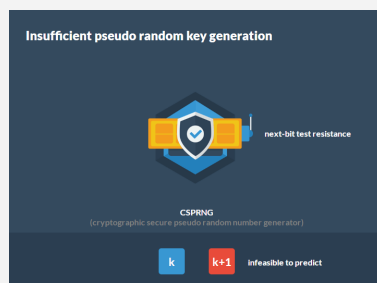 Insufficient pseudo random key generation
next-bit test resistance
CSPRNG
(cryptographic secure pseudo random number generator)
k k+1 infeasible to predict